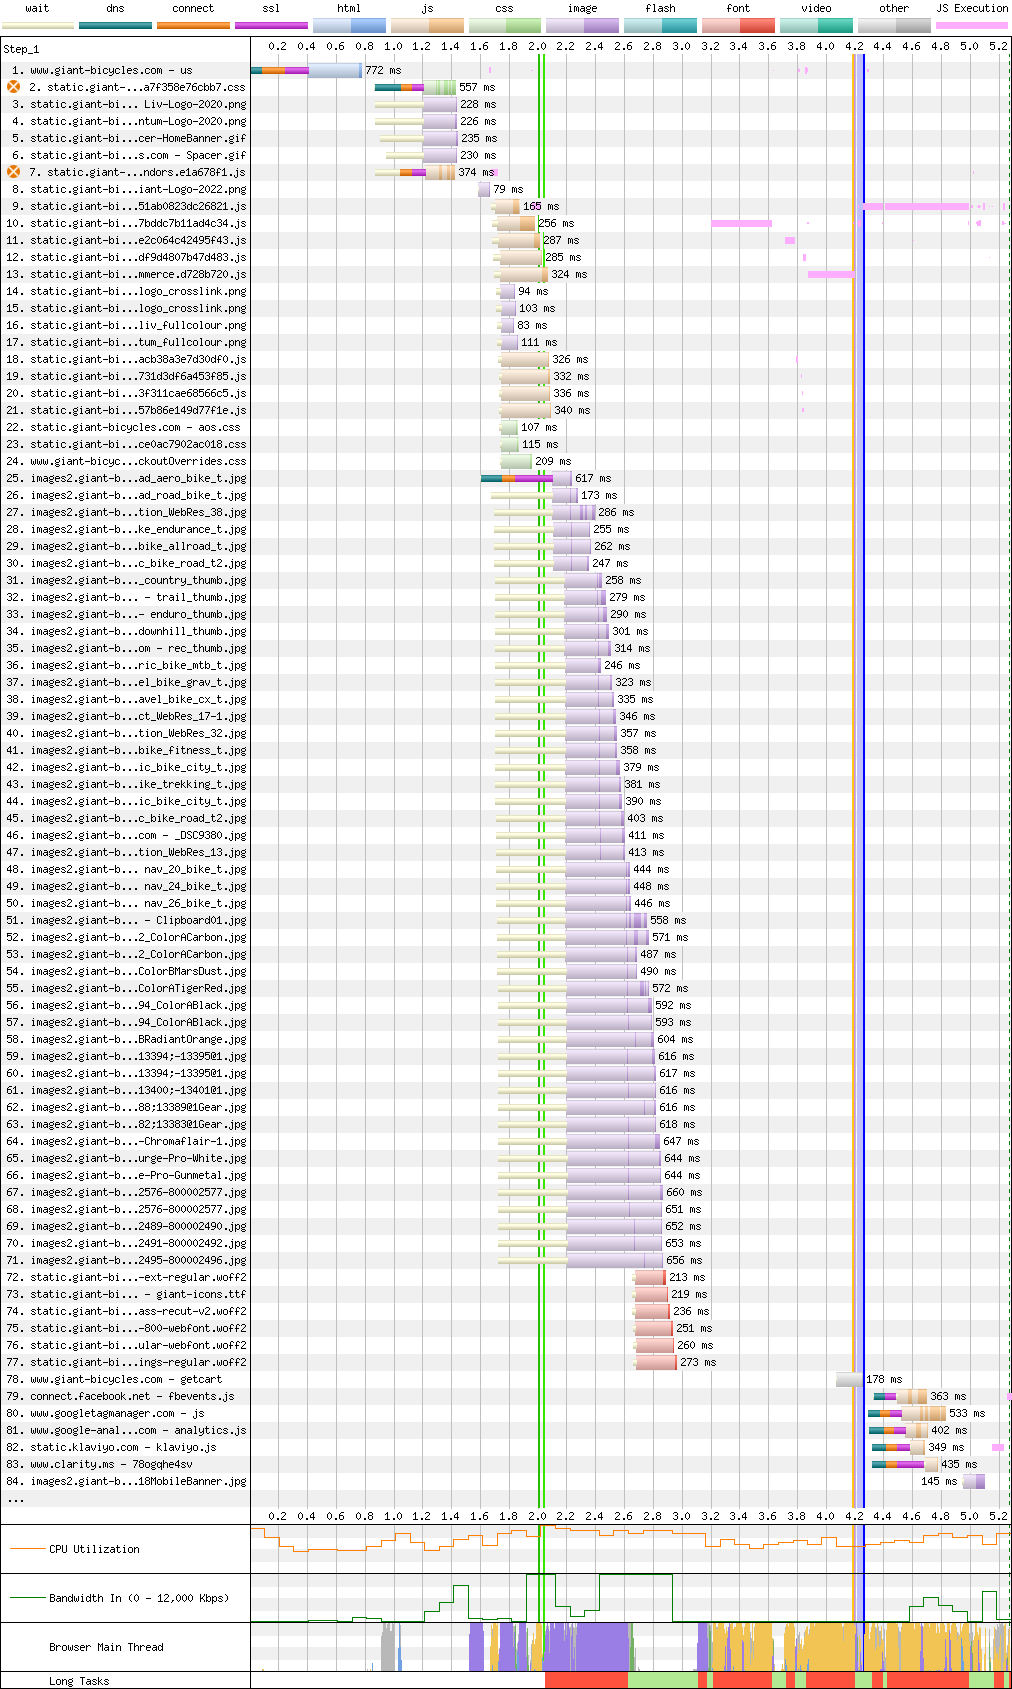 wait dns connect ssl html js css image flash font video other JS Execution
Step_1 0.2 0.4 0.6 0.8 1.0 1.2 1.4 1.6 1.8 2.0 2.2 2.4 2.6 2.8 3.0 3.2 3.4 3.6 3.8 4.0 4.2 4.4 4.6 4.8 5.0 5.2
1. www.giant-bicycles.com - us 772 ms
2. static.giant-...a7f358e76cbb7.css 557 ms
3. static.giant-bi... Liv-Logo-2020.png 228 ms
4. static.giant-bi...ntum-Logo-2020.png 226 ms
5. static.giant-bi...cer-HomeBanner.gif 235 ms
6. static.giant-bi...s.com - Spacer.gif 230 ms
7. static.giant-...ndors.e1a678f1.js 374 ms
8. static.giant-bi...iant-Logo-2022.png 79 ms
9. static.giant-bi...51ab0823dc26821.js 165 ms
10. static.giant-bi...7bddc7b11ad4c34.js 256 ms
11. static.giant-bi...e2c064c42495f43.js 287 ms
12. static.giant-bi...df9d4807b47d483.js 285 ms
13. static.giant-bi...mmerce.d728b720.js 324 ms
14. static.giant-bi...logo_crosslink.png 94 ms
15. static.giant-bi...logo_crosslink.png 103 ms
16. static.giant-bi...liv_fullcolour.png 83 ms
17. static.giant-bi...tum_fullcolour.png 111 ms
18. static.giant-bi...acb38a3e7d30df0.js 326 ms
19. static.giant-bi...731d3df6a453f85.js 332 ms
20. static.giant-bi...3f311cae68566c5.js 336 ms
21. static.giant-bi...57b86e149d77f1e.js 340 ms
22. static.giant-bicycles.com - aos.css 107 ms
23. static.giant-bi...ce0ac7902ac018.css 115 ms
24. www.giant-bicyc...ckoutOverrides.css 209 ms
25. images2.giant-b...ad_aero_bike_t.jpg 617 ms
26. images2.giant-b...ad_road_bike_t.jpg 173 ms
27. images2.giant-b...tion_WebRes_38.jpg 286 ms
28. images2.giant-b...ke_endurance_t.jpg 255 ms
29. images2.giant-b...bike_allroad_t.jpg 262 ms
30. images2.giant-b...c_bike_road_t2.jpg 247 ms
31. images2.giant-b..._country_thumb.jpg 258 ms
32. images2.giant-b... - trail_thumb.jpg 279 ms
33. images2.giant-b...- enduro_thumb.jpg 290 ms
34. images2.giant-b...downhill_thumb.jpg 301 ms
35. images2.giant-b...om - rec_thumb.jpg 314 ms
36. images2.giant-b...ric_bike_mtb_t.jpg 246 ms
37. images2.giant-b...el_bike_grav_t.jpg 323 ms
38. images2.giant-b...avel_bike_cx_t.jpg 335 ms
39. images2.giant-b...ct_WebRes_17-1.jpg 346 ms
40. images2.giant-b...tion_WebRes_32.jpg 357 ms
41. images2.giant-b...bike_fitness_t.jpg 358 ms
42. images2.giant-b...ic_bike_city_t.jpg 379 ms
43. images2.giant-b...ike_trekking_t.jpg 381 ms
44. images2.giant-b...ic_bike_city_t.jpg 390 ms
45. images2.giant-b...c_bike_road_t2.jpg 403 ms
46. images2.giant-b...com - _DSC9380.jpg 411 ms
47. images2.giant-b...tion_WebRes_13.jpg 413 ms
48. images2.giant-b... nav_20_bike_t.jpg 444 ms
49. images2.giant-b... nav_24_bike_t.jpg 448 ms
50. images2.giant-b... nav_26_bike_t.jpg 446 ms
51. images2.giant-b... - Clipboard01.jpg 558 ms
52. images2.giant-b...2_ColorACarbon.jpg 571 ms
53. images2.giant-b...2_ColorACarbon.jpg 487 ms
54. images2.giant-b...ColorBMarsDust.jpg 490 ms
55. images2.giant-b...ColorATigerRed.jpg 572 ms
56. images2.giant-b...94_ColorABlack.jpg 592 ms
57. images2.giant-b...94_ColorABlack.jpg 593 ms
58. images2.giant-b...BRadiantOrange.jpg 604 ms
59. images2.giant-b...13394;-13395@1.jpg 616 ms
60. images2.giant-b...13394;-13395@1.jpg 617 ms
61. images2.giant-b...13400;-13401@1.jpg 616 ms
62. images2.giant-b...88;13389@1Gear.jpg 616 ms
63. images2.giant-b...82;13383@1Gear.jpg 618 ms
64. images2.giant-b...-Chromaflair-1.jpg 647 ms
65. images2.giant-b...urge-Pro-White.jpg 644 ms
66. images2.giant-b...e-Pro-Gunmetal.jpg 644 ms
67. images2.giant-b...2576-800002577.jpg 660 ms
68. images2.giant-b...2576-800002577.jpg 651 ms
69. images2.giant-b...2489-800002490.jpg 652 ms
70. images2.giant-b...2491-800002492.jpg 653 ms
71. images2.giant-b...2495-800002496.jpg 656 ms
72. static.giant-bi...-ext-regular.woff2 213 ms
73. static.giant-bi... - giant-icons.ttf 219 ms
74. static.giant-bi...ass-recut-v2.woff2 236 ms
75. static.giant-bi...-800-webfont.woff2 251 ms
76. static.giant-bi...ular-webfont.woff2 260 ms
77. static.giant-bi...ings-regular.woff2 273 ms
78. www.giant-bicycles.com - getcart 178 ms
79. connect.facebook.net - fbevents.js 363 ms
80. www.googletagmanager.com - js 533 ms
81. www.google-anal...com - analytics.js 402 ms
82. static.klaviyo.com - klaviyo.js 349 ms
83. www.clarity.ms - 78ogqhe4sv 435 ms
84. images2.giant-b...18MobileBanner.jpg 145 ms
...
0.2 0.4 0.6 0.8 1.0 1.2 1.4 1.6 1.8 2.0 2.2 2.4 2.6 2.8 3.0 3.2 3.4 3.6 3.8 4.0 4.2 4.4 4.6 4.8 5.0 5.2
CPU Utilization
Bandwidth In (0 - 12,000 Kbps)
Browser Main Thread
Long Tasks